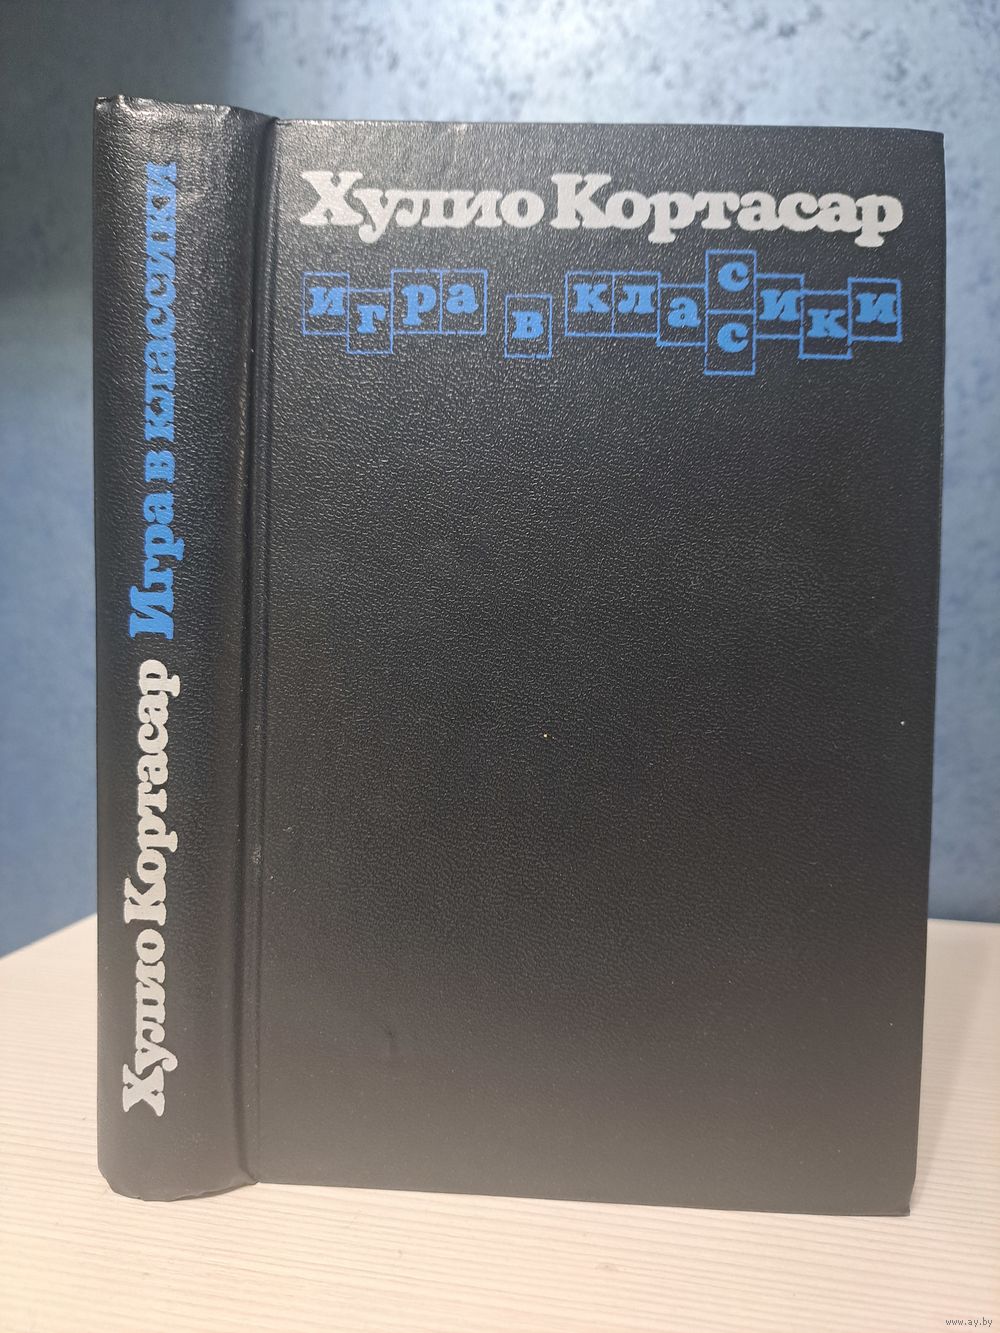 Хулио Кортасар
игра в классики
Хулио Кортасар Игра в классики
www.ay.by